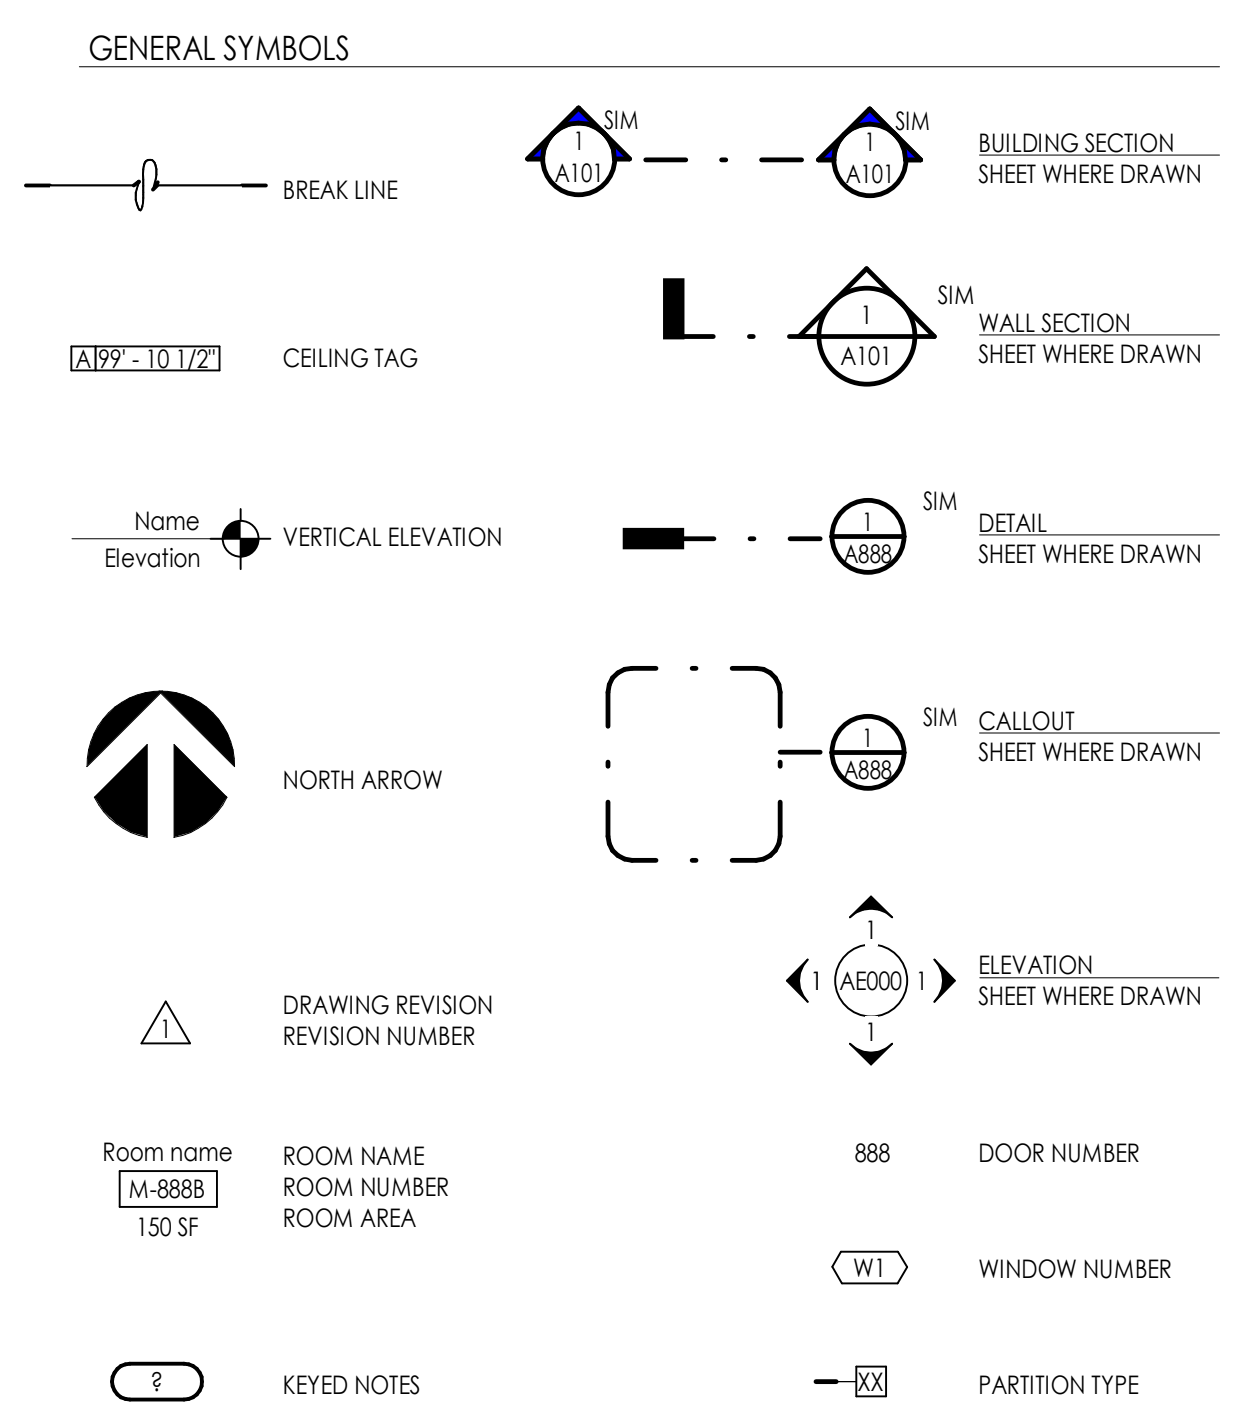 GENERAL SYMBOLS
BREAK LINE
A 99' - 10 1/2"
CEILING TAG
Name
Elevation
VERTICAL ELEVATION
NORTH ARROW
1
DRAWING REVISION
REVISION NUMBER
Room name
M-888B
150 SF
ROOM NAME
ROOM NUMBER
ROOM AREA
?
KEYED NOTES
1
A101
SIM
1
A101
SIM
BUILDING SECTION
SHEET WHERE DRAWN
1
A101
SIM
WALL SECTION
SHEET WHERE DRAWN
1
A888
SIM
DETAIL
SHEET WHERE DRAWN
1
A888
SIM
CALLOUT
SHEET WHERE DRAWN
1
1 AE000 1
1
ELEVATION
SHEET WHERE DRAWN
888
DOOR NUMBER
W1
WINDOW NUMBER
XX
PARTITION TYPE